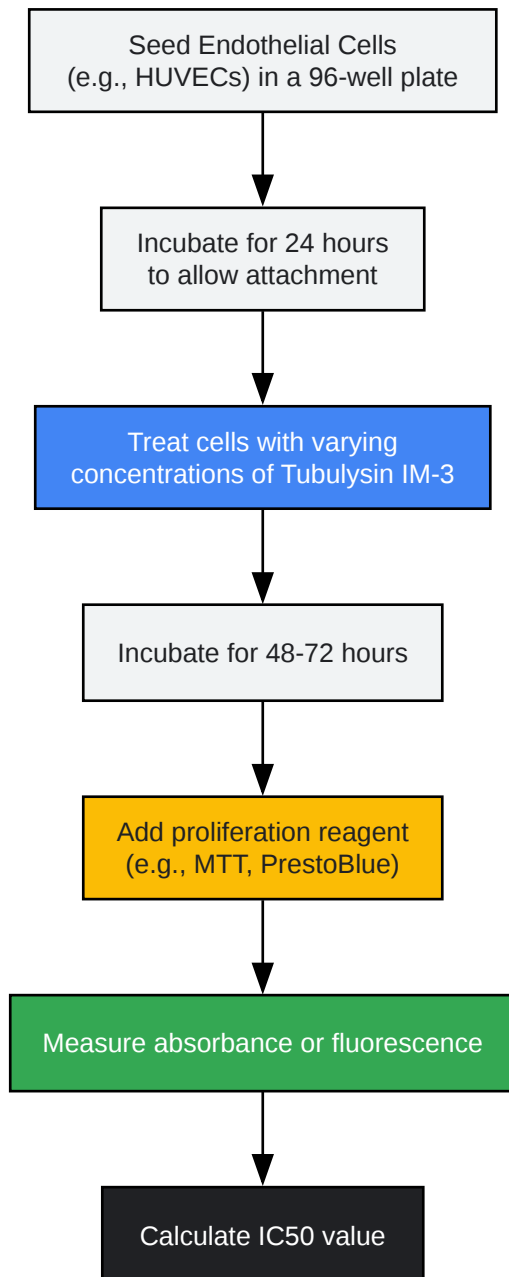 Seed Endothelial Cells
(e.g., HUVECs) in a 96-well plate
Incubate for 24 hours
to allow attachment
Treat cells with varying
concentrations of Tubulysin IM-3
Incubate for 48-72 hours
Add proliferation reagent
(e.g., MTT, PrestoBlue)
Measure absorbance or fluorescence
Calculate IC50 value